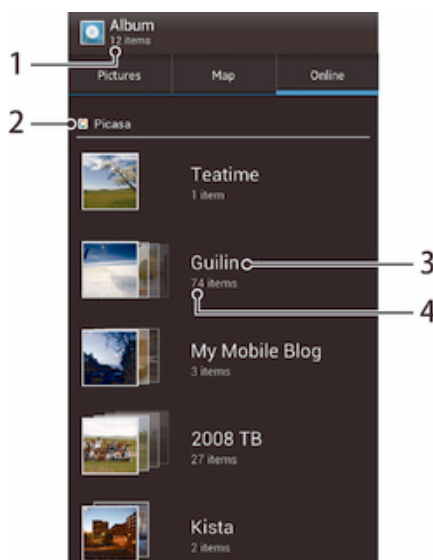 Album
12 items
1
Pictures Map Online
2
Picasa
Teatime
1 item
Guilin
3
74 items
4
My Mobile Blog
3 items
2008 TB
27 items
Kista
2 items